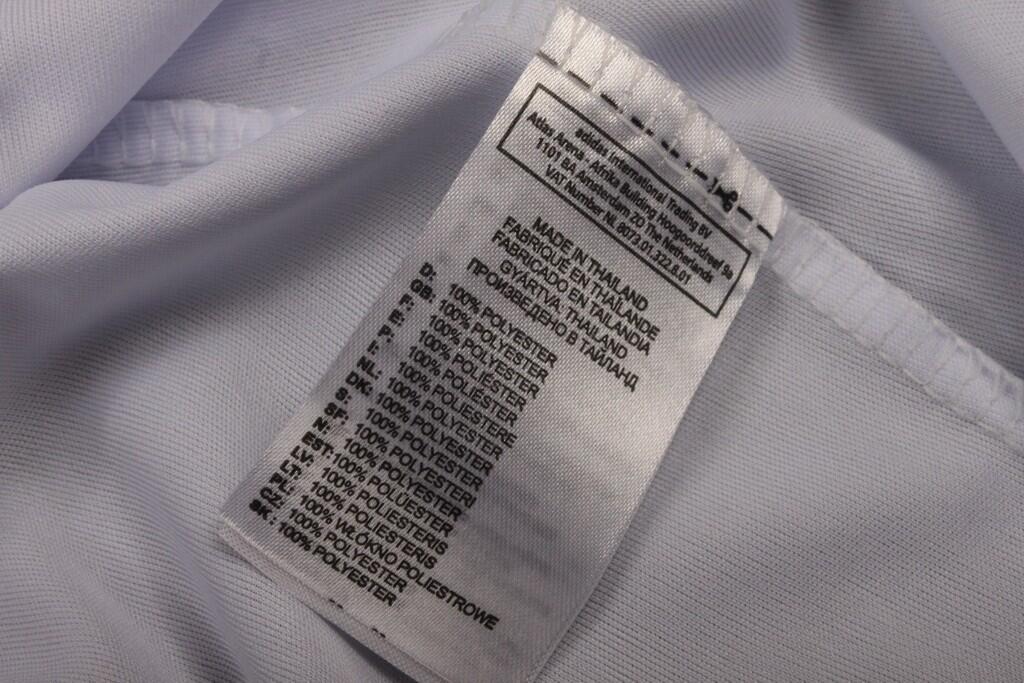 adidas International Trading BV
Atlas Arena - Afrika Building Hoogoorddreef 9a
1101 BA Amsterdam ZO The Netherlands
VAT Number NL 8073.01.322.B.01
MADE IN THAILAND
FABRIQUÉ EN THAÏLANDE
FABRICADO EN TAILANDIA
GYÁRTVA, THAILAND
ПРОИЗВЕДЕНО В ТАЙЛАНД
D: 100% POLYESTER
GB: 100% POLYESTER
F: 100% POLYESTER
E: 100% POLIÉSTER
P: 100% POLIÉSTER
I: 100% POLIESTERE
NL: 100% POLYESTER
DK: 100% POLYESTER
S: 100% POLYESTER
SF: 100% POLYESTERI
N: 100% POLYESTER
EST: 100% POLÜESTER
LV: 100% POLIESTERIS
LT: 100% POLIESTERIS
PL: 100% WŁÓKNO POLIESTROWE
CZ: 100% POLYESTER
SK: 100% POLYESTER